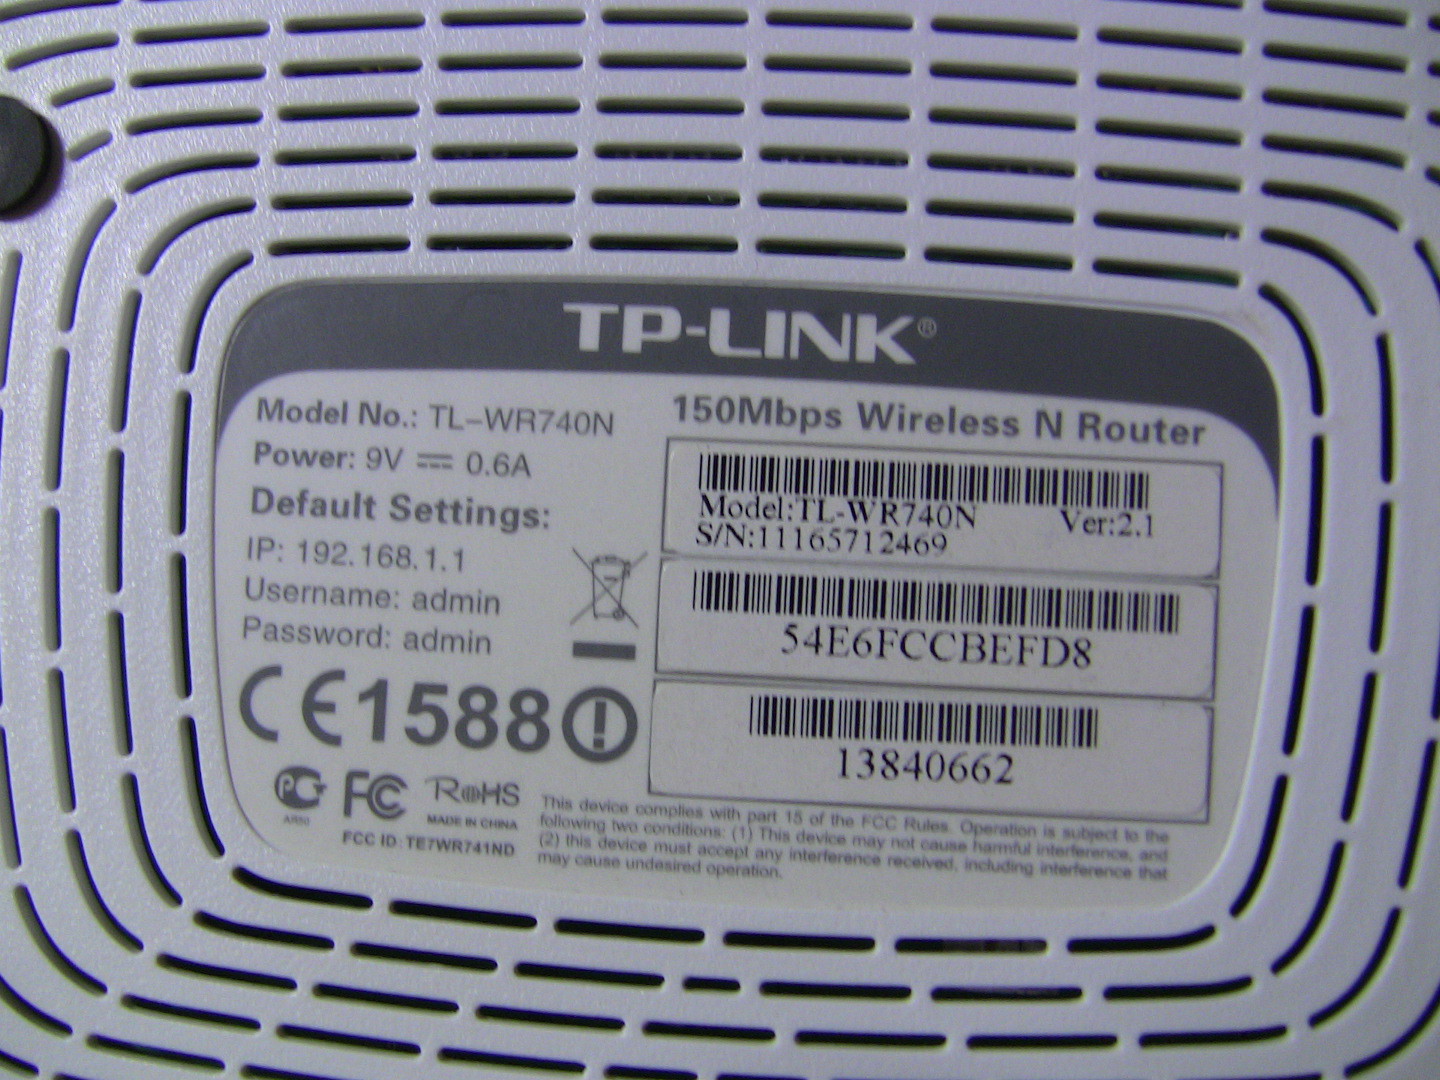 TP-LINK®
Model No.: TL-WR740N
Power: 9V 0.6A
Default Settings:
IP: 192.168.1.1
Username: admin
Password: admin
CE1588
PG
FC
RoHS
MADE IN CHINA
FCC ID: TE7WR741ND
150Mbps Wireless N Router
Model:TL-WR740N Ver:2.1
S/N:11165712469
54E6FCCBEFD8
13840662
This device complies with part 15 of the FCC Rules. Operation is subject to the
following two conditions: (1) This device may not cause harmful interference, and
(2) this device must accept any interference received, including interference that
may cause undesired operation.